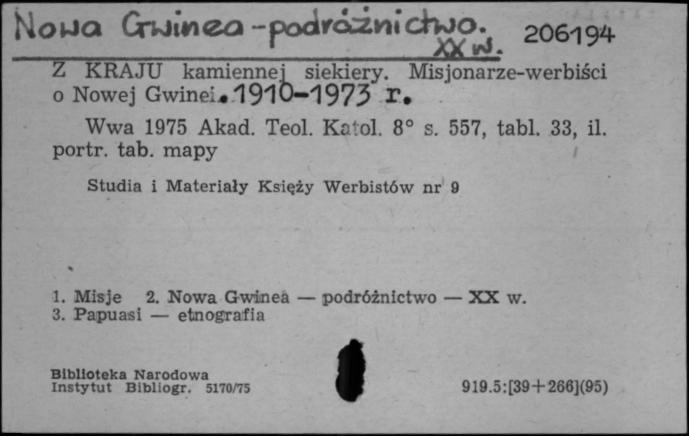 Nowa Gwinea - podróżnictwo.
XX w. 206194
Z KRAJU kamiennej siekiery. Misjonarze-werbiści
o Nowej Gwinei. 1910-1973 r.
Wwa 1975 Akad. Teol. Katol. 8° s. 557, tabl. 33, il.
portr. tab. mapy
Studia i Materiały Księży Werbistów nr 9
1. Misje 2. Nowa Gwinea — podróżnictwo — XX w.
3. Papuasi — etnografia
Biblioteka Narodowa
Instytut Bibliogr. 5170/75 919.5:[39+266](95)